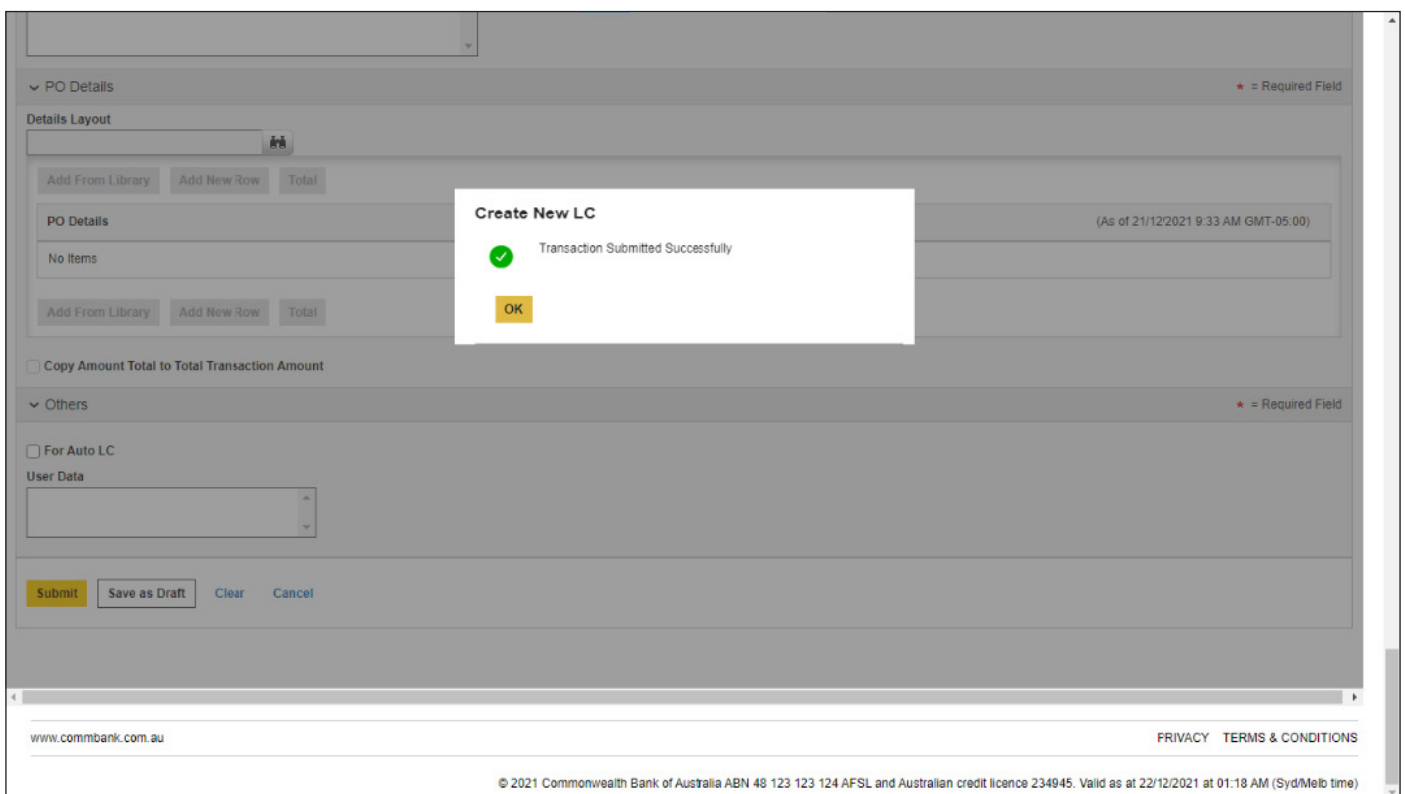 PO Details
* = Required Field
Details Layout
Add From Library Add New Row Total
PO Details (As of 21/12/2021 9:33 AM GMT-05:00)
No Items
Add From Library Add New Row Total
Create New LC
Transaction Submitted Successfully
OK
Copy Amount Total to Total Transaction Amount
Others
* = Required Field
For Auto LC
User Data
Submit Save as Draft Clear Cancel
www.commbank.com.au PRIVACY TERMS & CONDITIONS
© 2021 Commonwealth Bank of Australia ABN 48 123 123 124 AFSL and Australian credit licence 234945. Valid as at 22/12/2021 at 01:18 AM (Syd/Melb time)